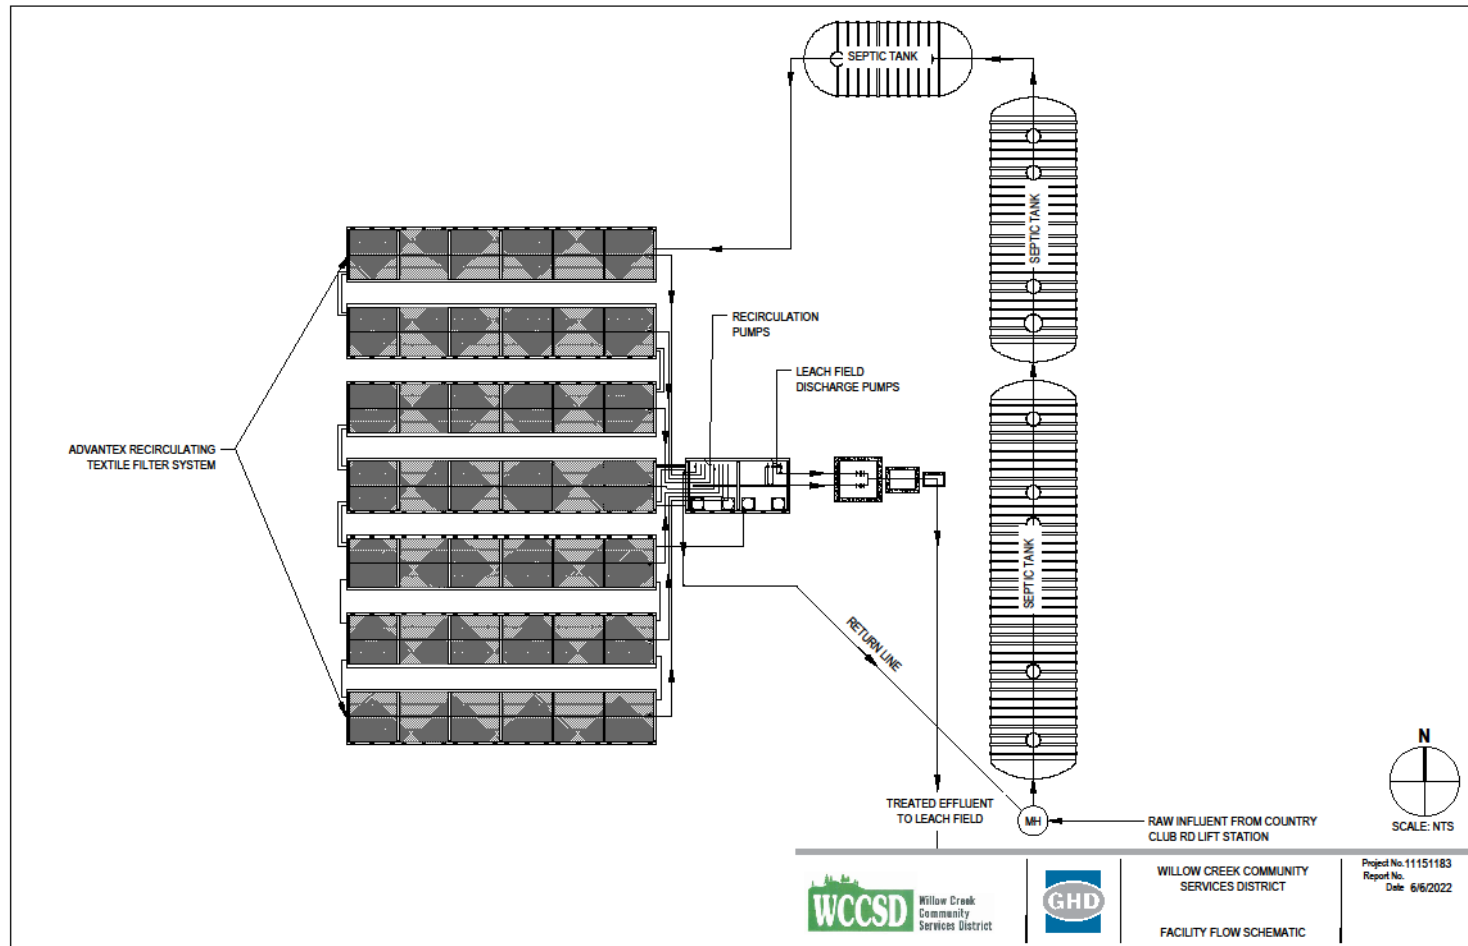 SEPTIC TANK
SEPTIC TANK
RECIRCULATION
PUMPS
LEACH FIELD
DISCHARGE PUMPS
ADVANTEX RECIRCULATING
TEXTILE FILTER SYSTEM
SEPTIC TANK
RETURN LINE
TREATED EFFLUENT
TO LEACH FIELD
MH
RAW INFLUENT FROM COUNTRY
CLUB RD LIFT STATION
N
SCALE: NTS
WCCSD
Willow Creek
Community
Services District
GHD
WILLOW CREEK COMMUNITY
SERVICES DISTRICT
FACILITY FLOW SCHEMATIC
Project No. 11151183
Report No.
Date 6/6/2022